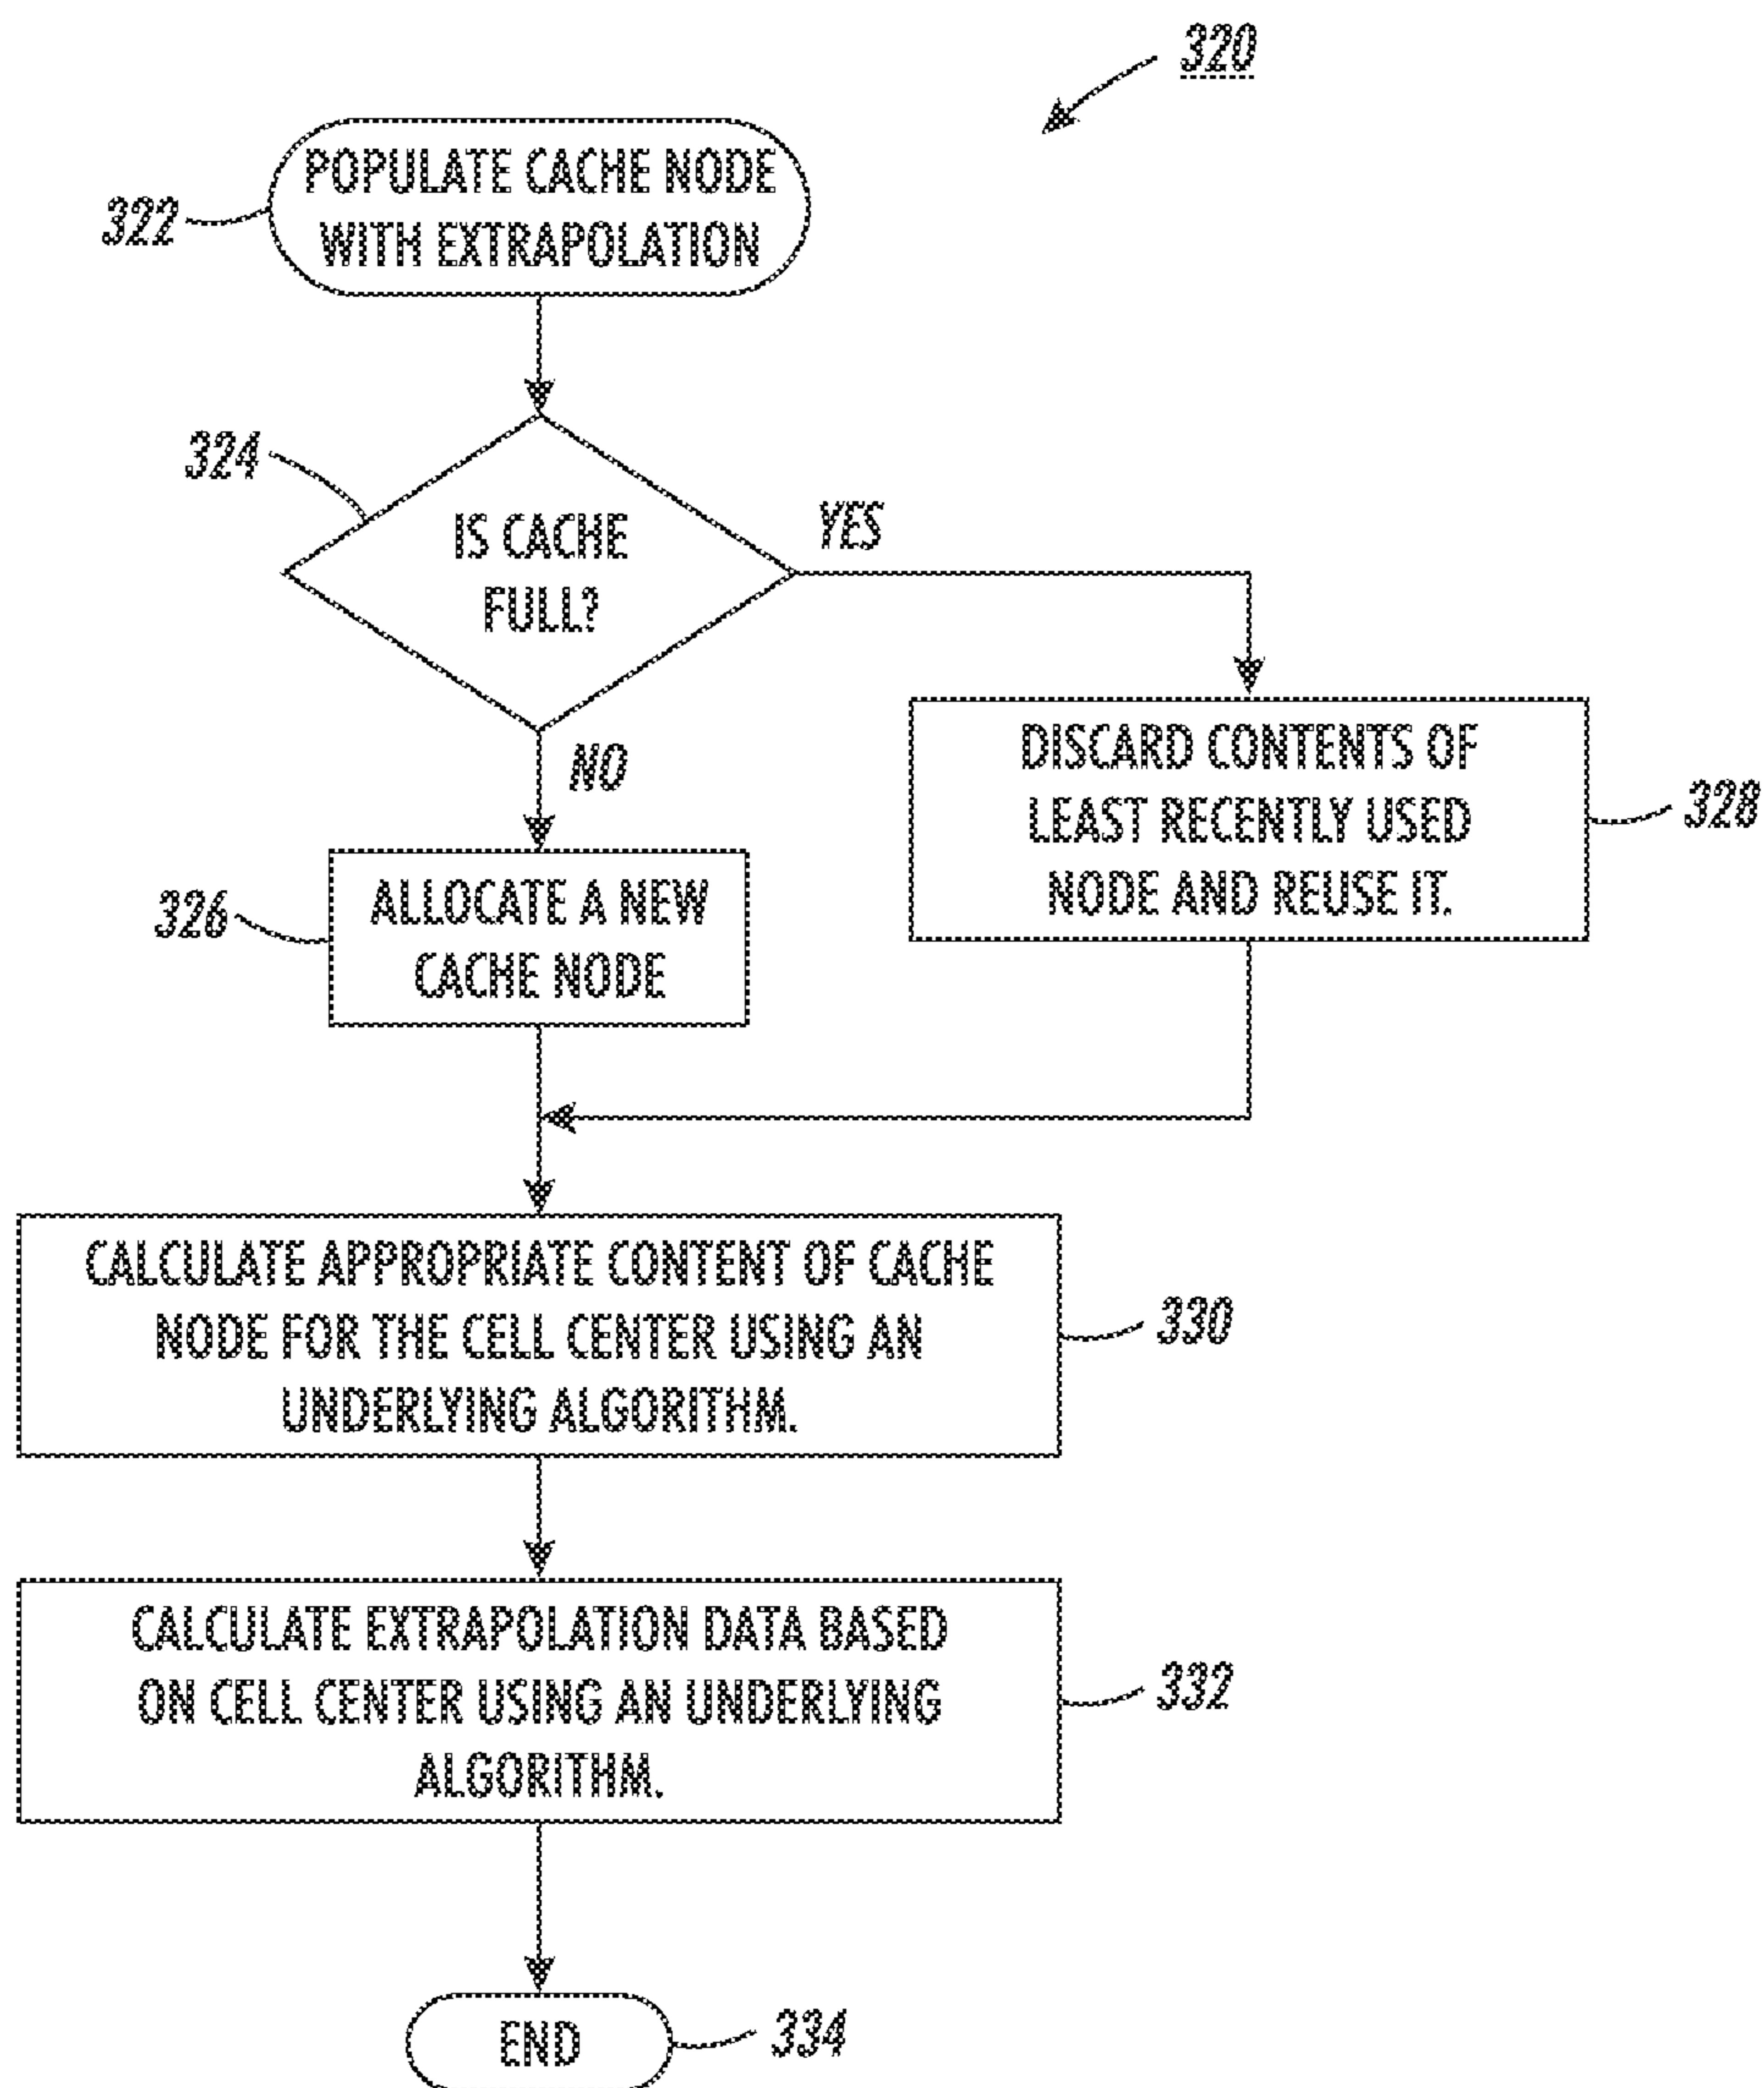 320
POPULATE CACHE NODE
WITH EXTRAPOLATION
322
324
IS CACHE
FULL?
YES
NO
DISCARD CONTENTS OF
LEAST RECENTLY USED
NODE AND REUSE IT.
328
326
ALLOCATE A NEW
CACHE NODE
CALCULATE APPROPRIATE CONTENT OF CACHE
NODE FOR THE CELL CENTER USING AN
UNDERLYING ALGORITHM.
330
CALCULATE EXTRAPOLATION DATA BASED
ON CELL CENTER USING AN UNDERLYING
ALGORITHM.
332
END
334